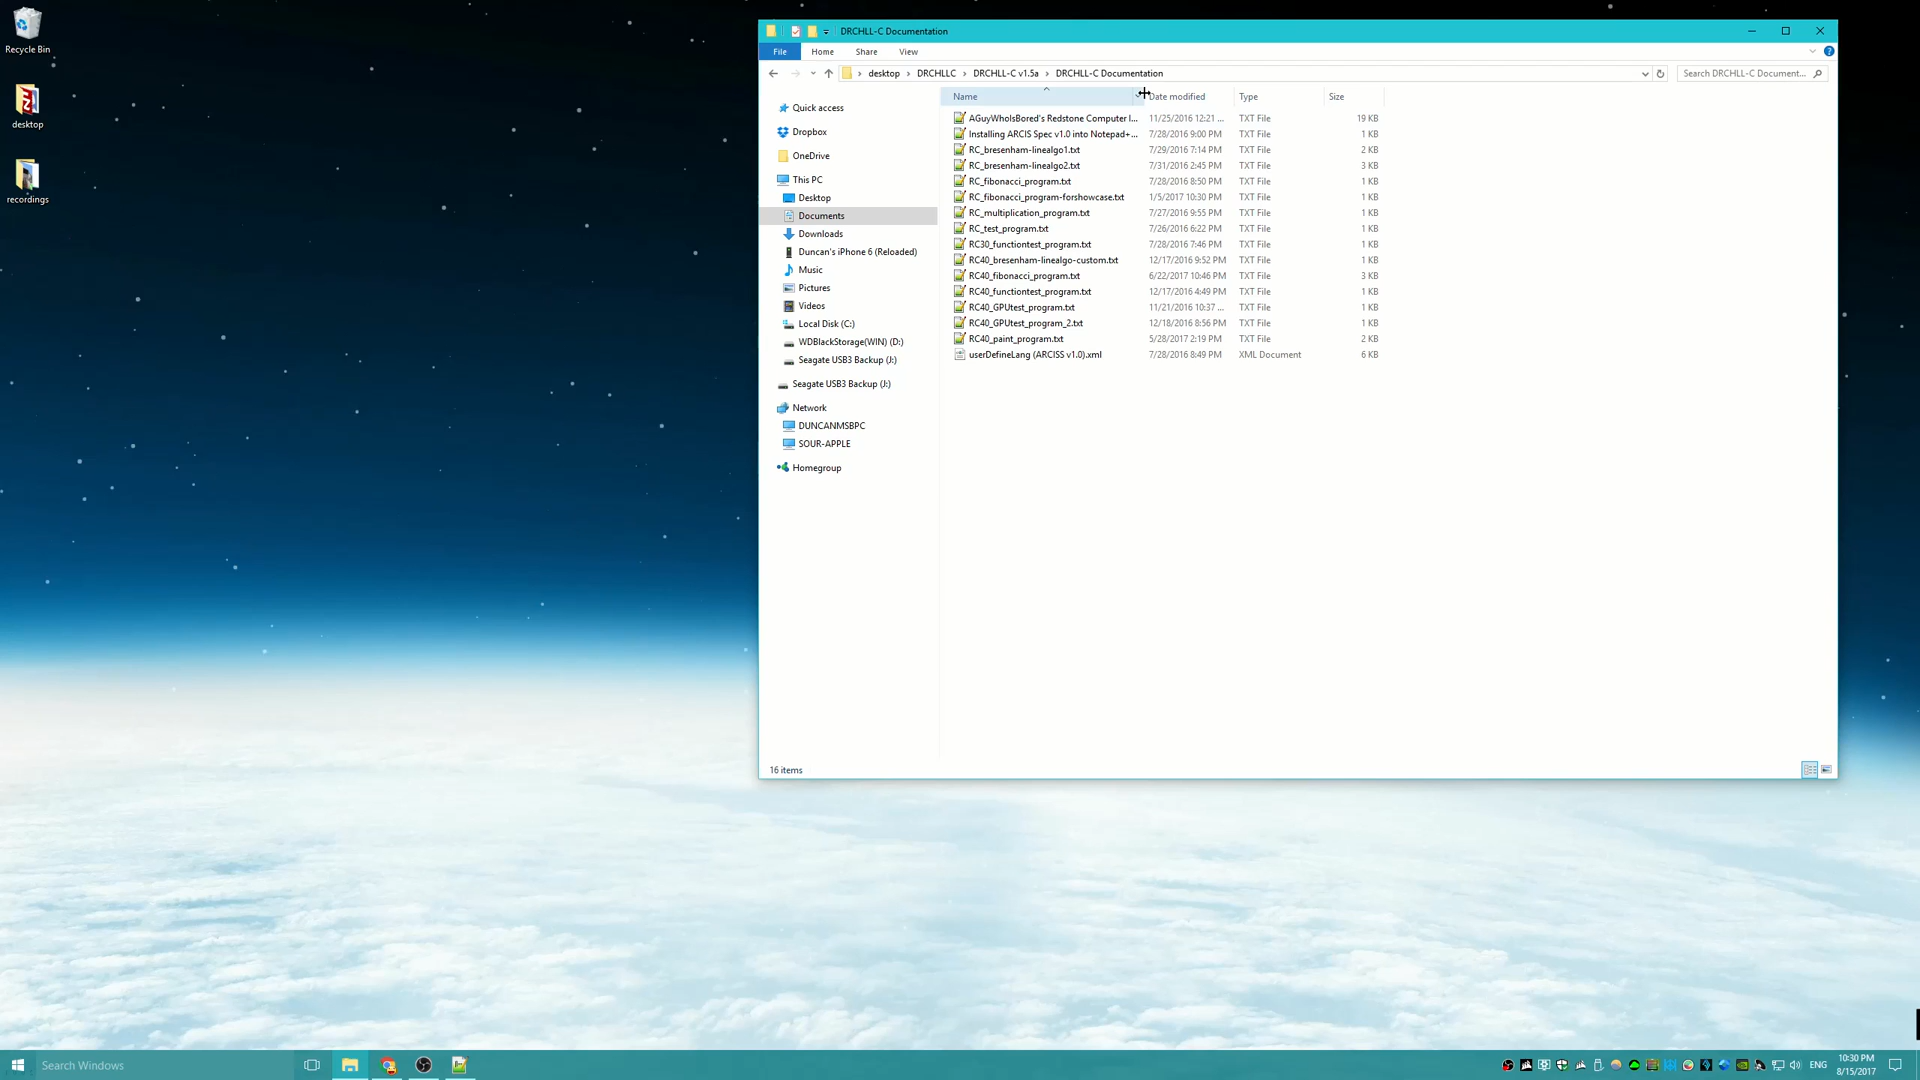 Recycle Bin
desktop
recordings
DRCHLL-C Documentation
File Home Share View
desktop DRCHLLC DRCHLL-C v1.5a DRCHLL-C Documentation
Search DRCHLL-C Document...
Name Date modified Type Size
Quick access
Dropbox
OneDrive
This PC
Desktop
Documents
Downloads
Duncan's iPhone 6 (Reloaded)
Music
Pictures
Videos
Local Disk (C:)
WDBlackStorage(WIN) (D:)
Seagate USB3 Backup (J:)
Seagate USB3 Backup (J:)
Network
DUNCANMSBPC
SOUR-APPLE
Homegroup
AGuyWhoIsBored's Redstone Computer I... 11/25/2016 12:21 ... TXT File 19 KB
Installing ARCIS Spec v1.0 into Notepad+... 7/28/2016 9:00 PM TXT File 1 KB
RC_bresenham-linealgo1.txt 7/29/2016 7:14 PM TXT File 2 KB
RC_bresenham-linealgo2.txt 7/31/2016 2:45 PM TXT File 3 KB
RC_fibonacci_program.txt 7/28/2016 8:50 PM TXT File 1 KB
RC_fibonacci_program-forshowcase.txt 1/5/2017 10:30 PM TXT File 1 KB
RC_multiplication_program.txt 7/27/2016 9:55 PM TXT File 1 KB
RC_test_program.txt 7/26/2016 6:22 PM TXT File 1 KB
RC30_functiontest_program.txt 7/28/2016 7:46 PM TXT File 1 KB
RC40_bresenham-linealgo-custom.txt 12/17/2016 9:52 PM TXT File 1 KB
RC40_fibonacci_program.txt 6/22/2017 10:46 PM TXT File 3 KB
RC40_functiontest_program.txt 12/17/2016 4:49 PM TXT File 1 KB
RC40_GPUtest_program.txt 11/21/2016 10:37 ... TXT File 1 KB
RC40_GPUtest_program_2.txt 12/18/2016 8:56 PM TXT File 1 KB
RC40_paint_program.txt 5/28/2017 2:19 PM TXT File 2 KB
userDefineLang (ARCISS v1.0).xml 7/28/2016 8:49 PM XML Document 6 KB
16 items
Search Windows
ENG
10:30 PM
8/15/2017